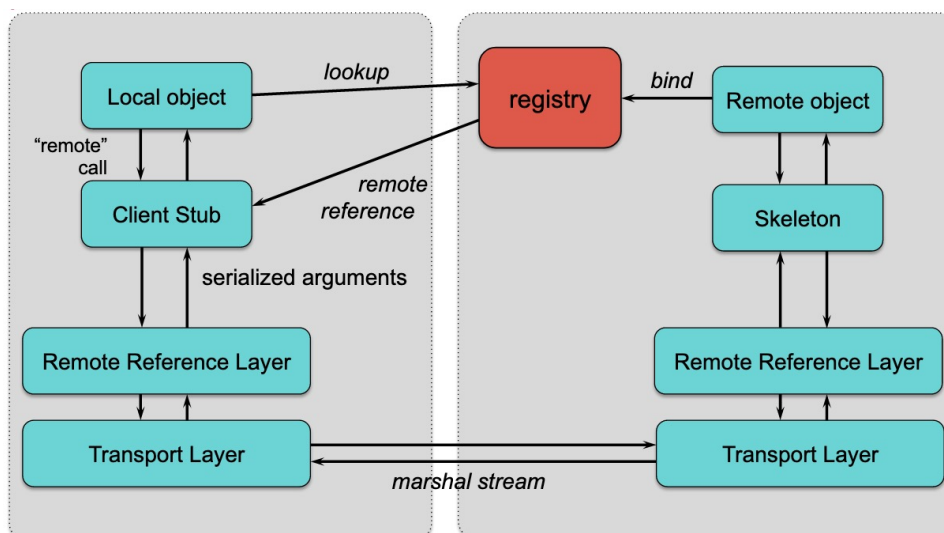 Local object
lookup
registry
bind
Remote object
“remote”
call
Client Stub
remote
reference
Skeleton
serialized arguments
Remote Reference Layer
Remote Reference Layer
Transport Layer
marshal stream
Transport Layer